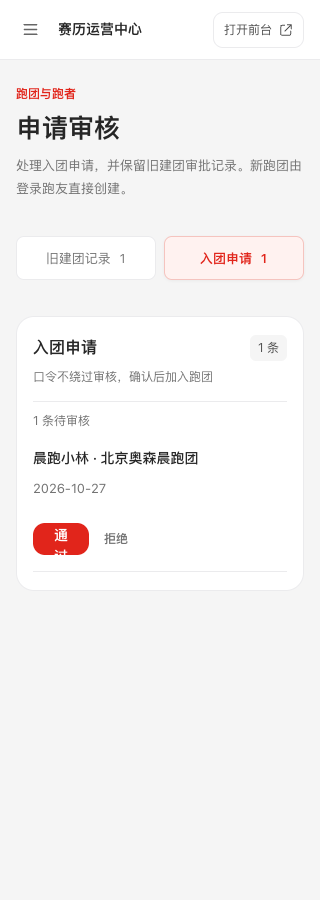 赛历运营中心
打开前台
跑团与跑者
申请审核
处理入团申请，并保留旧建团审批记录。新跑团由
登录跑友直接创建。
旧建团记录 1
入团申请 1
入团申请
1 条
口令不绕过审核，确认后加入跑团
1 条待审核
晨跑小林 · 北京奥森晨跑团
2026-10-27
通
过
拒绝